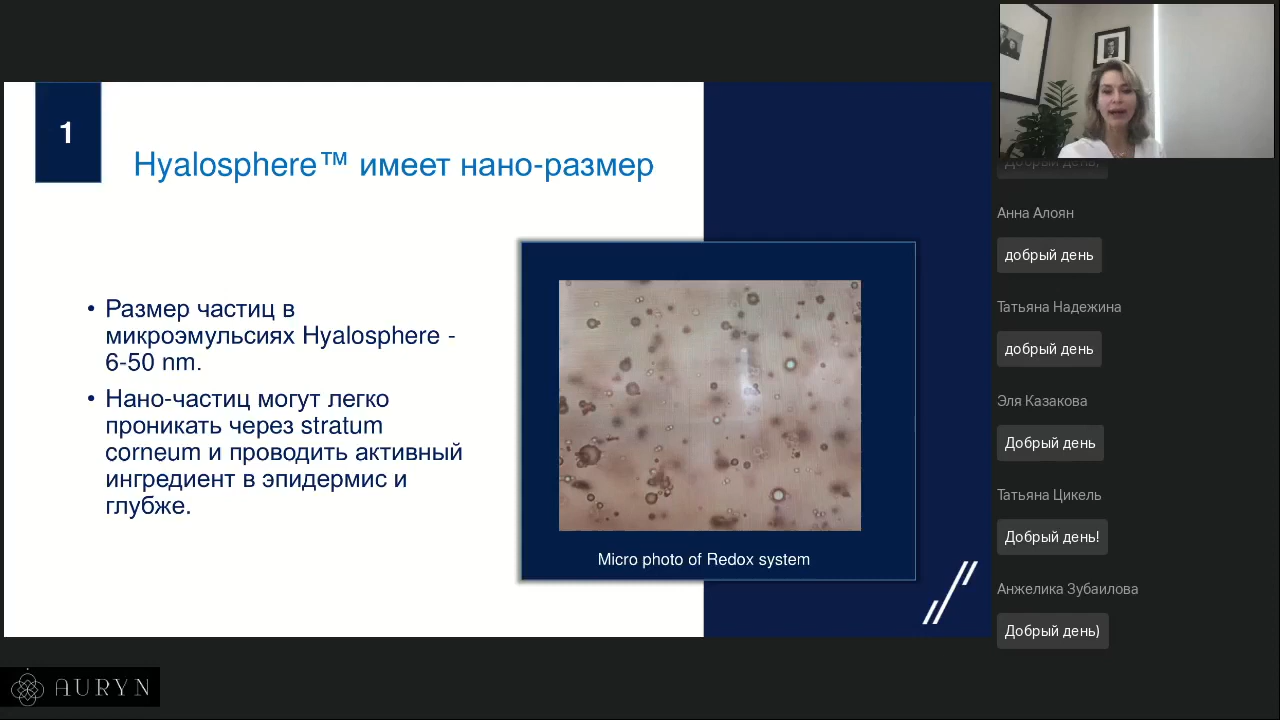 1
Hyalosphere™ имеет нано-размер
• Размер частиц в
микроэмульсиях Hyalosphere -
6-50 nm.
• Нано-частиц могут легко
проникать через stratum
corneum и проводить активный
ингредиент в эпидермис и
глубже.
Micro photo of Redox system
AURYN
Добрый день,
Анна Алоян
добрый день
Татьяна Надежина
добрый день
Эля Казакова
Добрый день
Татьяна Цикель
Добрый день!
Анжелика Зубаилова
Добрый день)